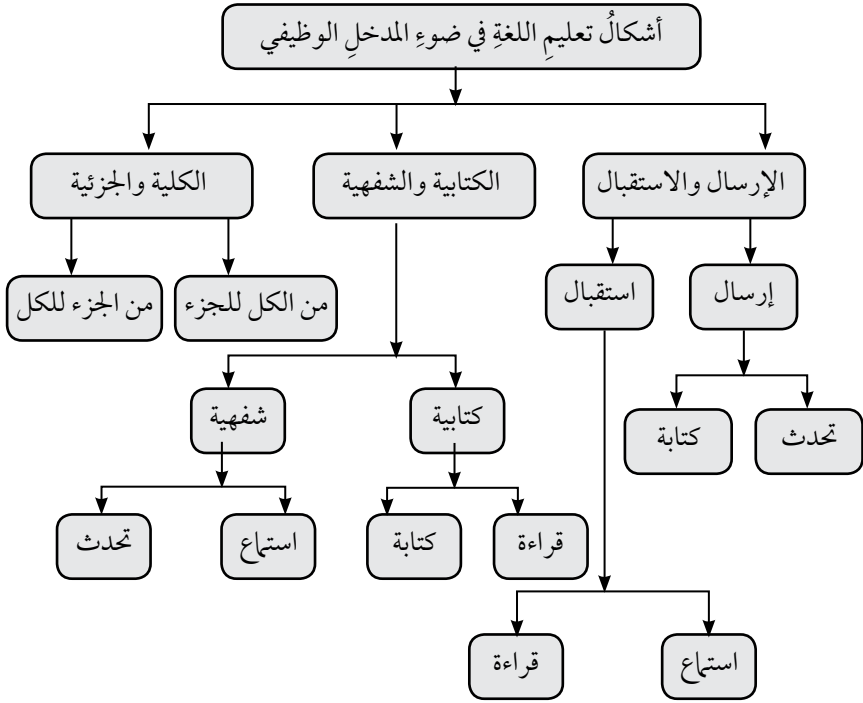 أشكالُ تعليمِ اللغةِ في ضوءِ المدخلِ الوظيفي
الإرسال والاستقبال
الكتابية والشفهية
الكلية والجزئية
إرسال
استقبال
من الكل للجزء
من الجزء للكل
تحدث
كتابة
كتابية
شفهية
قراءة
كتابة
استماع
تحدث
استماع
قراءة